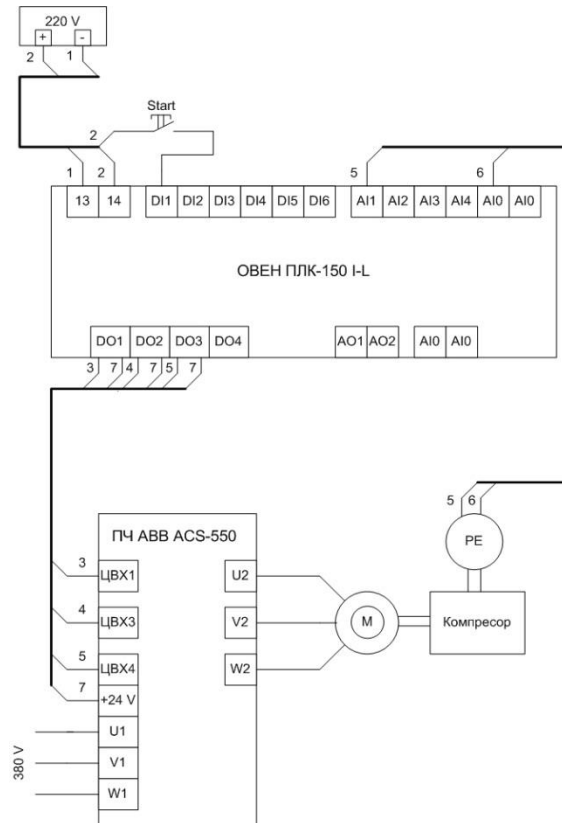 220 V
+ -
2 1
Start
2
1 2 5 6
13 14 DI1 DI2 DI3 DI4 DI5 DI6 AI1 AI2 AI3 AI4 AI0 AI0
ОВЕН ПЛК-150 I-L
DO1 DO2 DO3 DO4 AO1 AO2 AI0 AI0
3 7 4 7 5 7
5 6
PE
ПЧ ABB ACS-550
3 ЦВХ1 U2
4 ЦВХ3 V2 M Компресор
5 ЦВХ4 W2
7 +24 V
380 V
U1
V1
W1